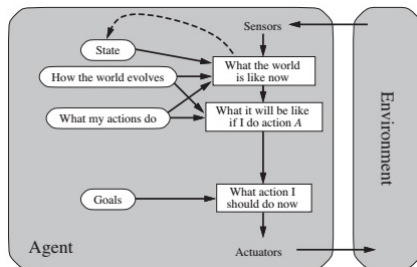 Sensors
State
What the world
is like now
How the world evolves
What it will be like
if I do action A
What my actions do
Goals
What action I
should do now
Agent
Actuators
Environment